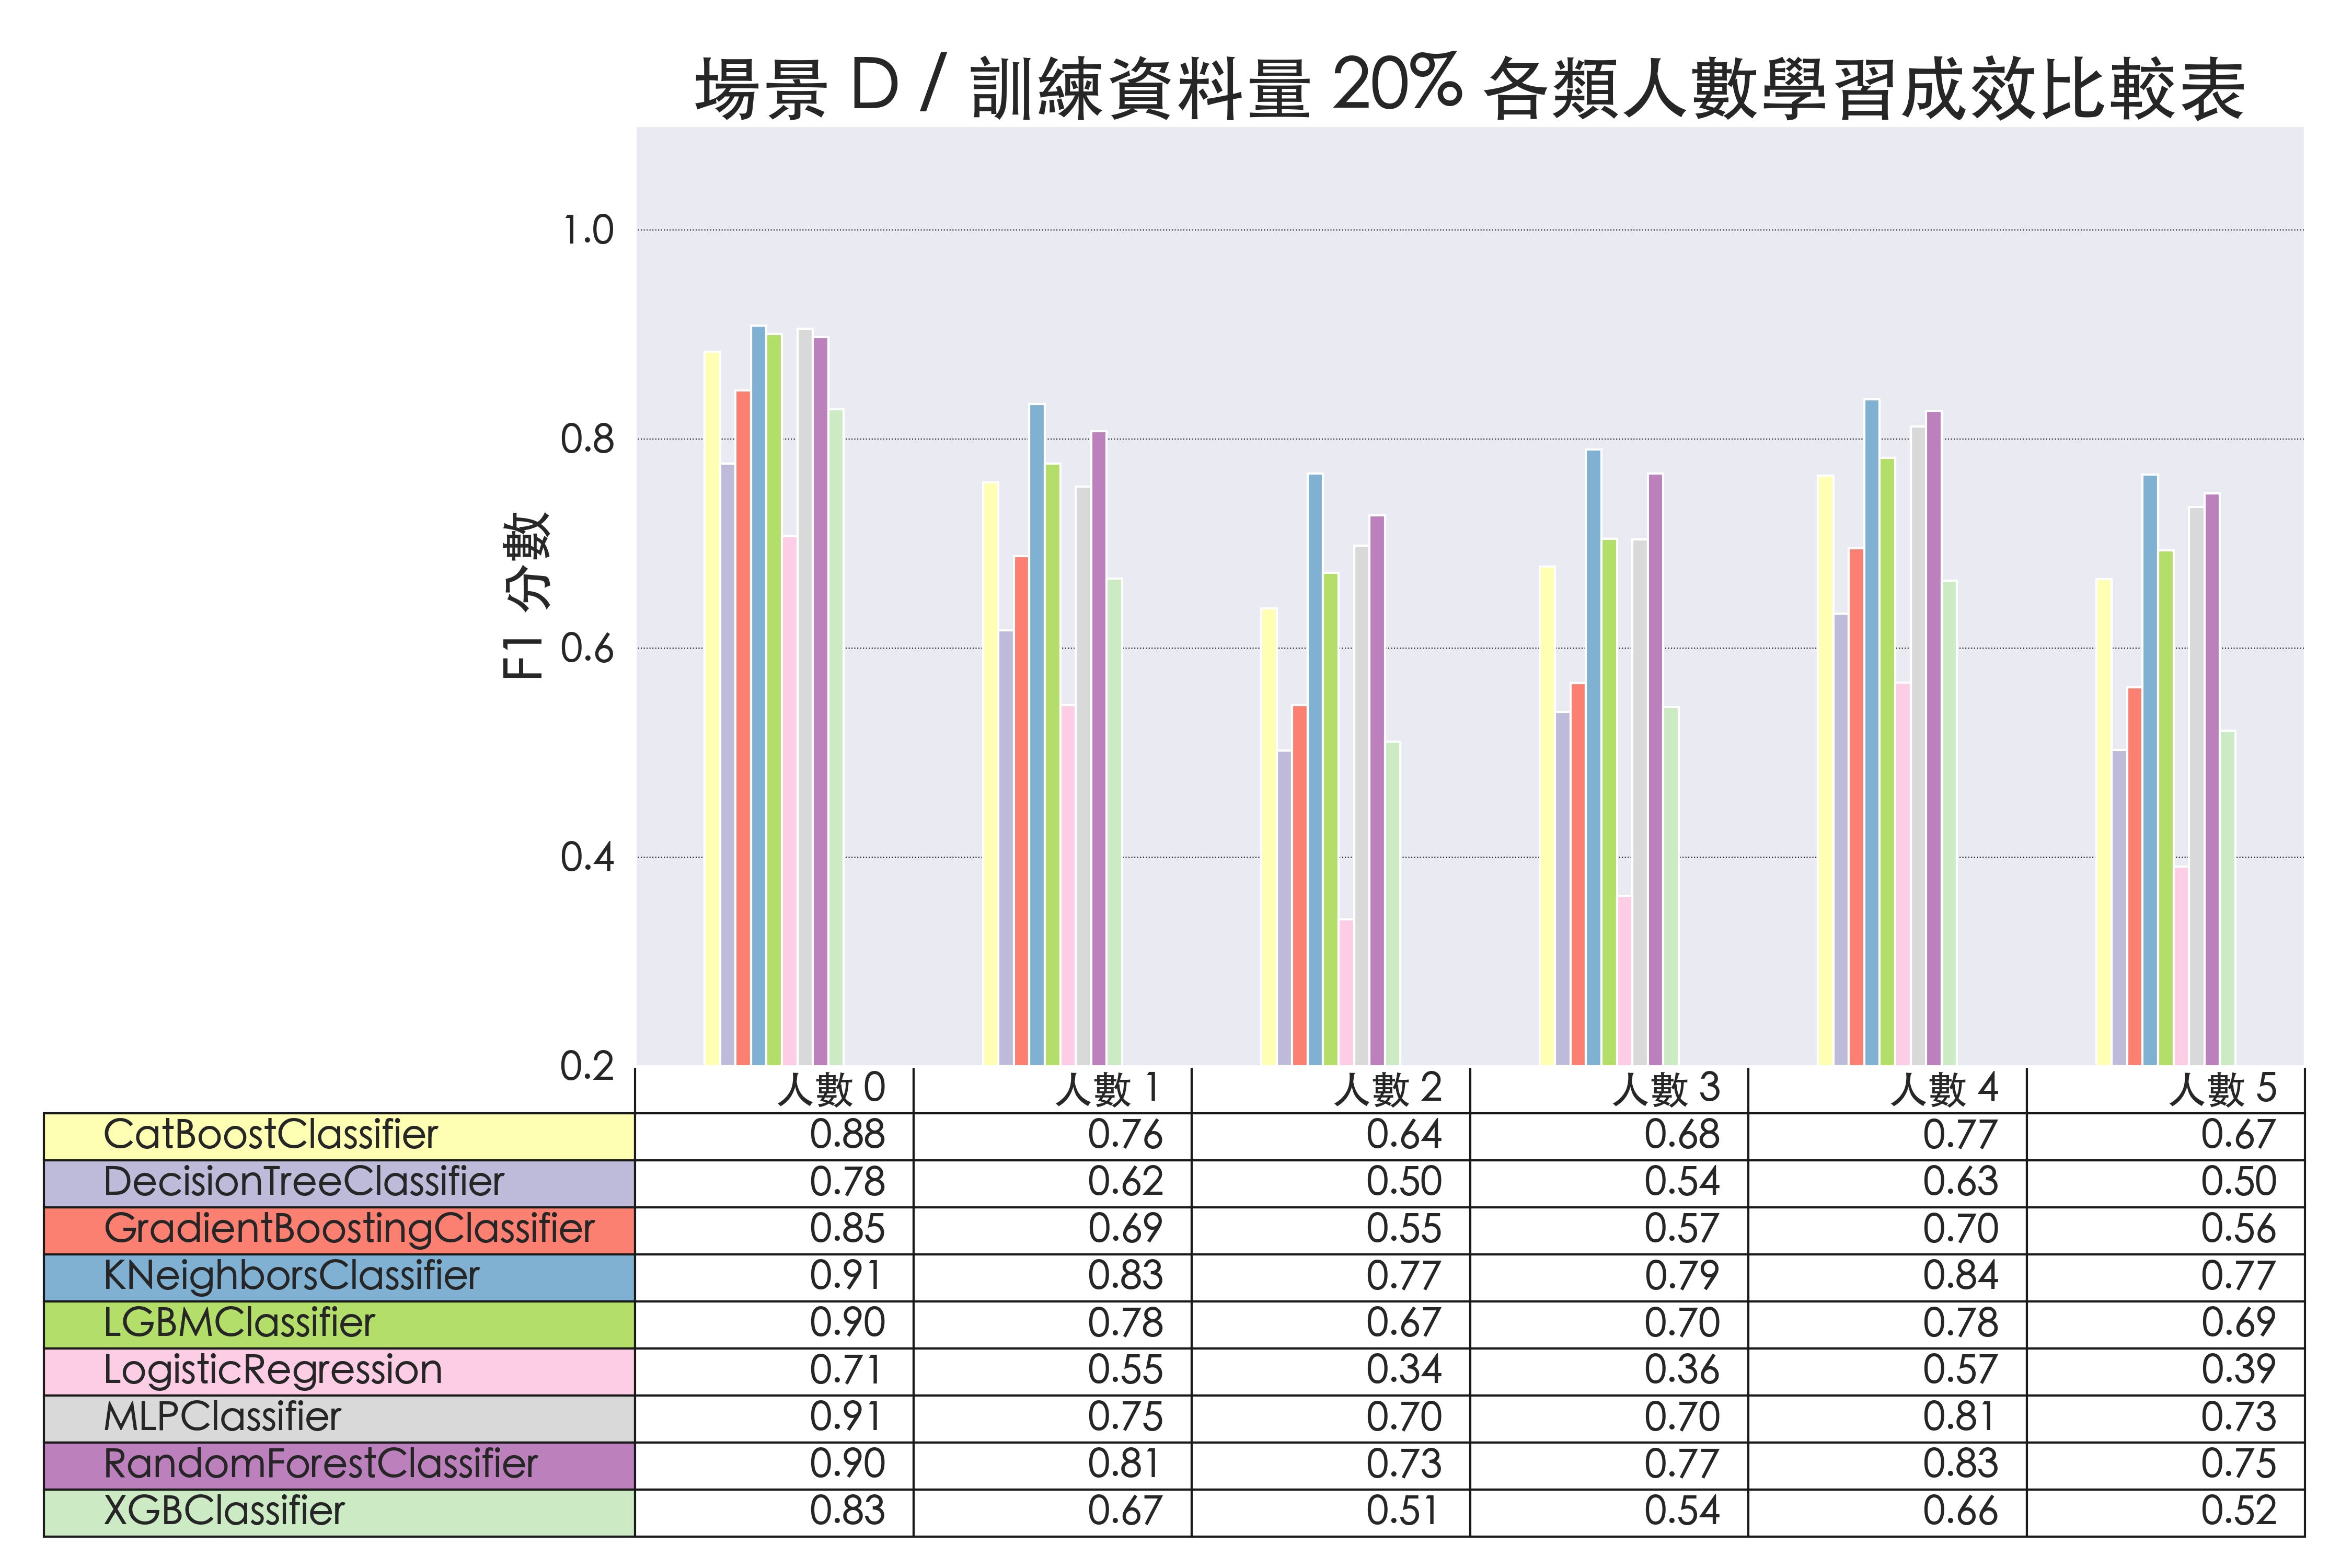 場景 D / 訓練資料量 20% 各類人數學習成效比較表
F1 分數
1.0
0.8
0.6
0.4
0.2
人數 0 人數 1 人數 2 人數 3 人數 4 人數 5
CatBoostClassifier 0.88 0.76 0.64 0.68 0.77 0.67
DecisionTreeClassifier 0.78 0.62 0.50 0.54 0.63 0.50
GradientBoostingClassifier 0.85 0.69 0.55 0.57 0.70 0.56
KNeighborsClassifier 0.91 0.83 0.77 0.79 0.84 0.77
LGBMClassifier 0.90 0.78 0.67 0.70 0.78 0.69
LogisticRegression 0.71 0.55 0.34 0.36 0.57 0.39
MLPClassifier 0.91 0.75 0.70 0.70 0.81 0.73
RandomForestClassifier 0.90 0.81 0.73 0.77 0.83 0.75
XGBClassifier 0.83 0.67 0.51 0.54 0.66 0.52